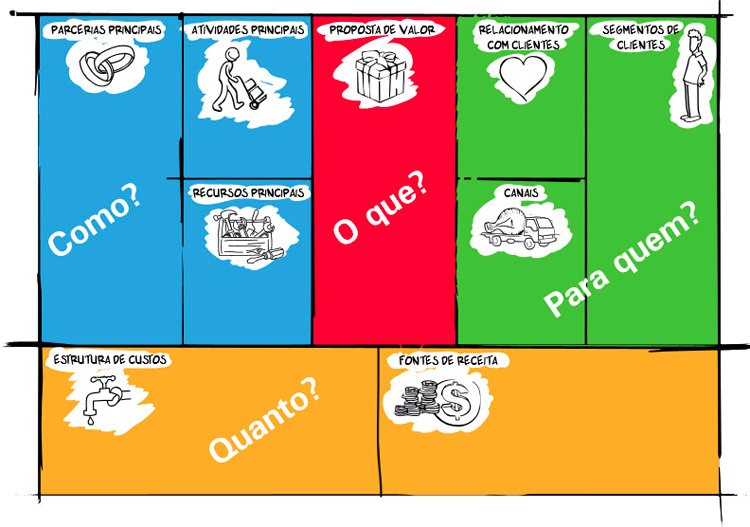 PARCERIAS PRINCIPAIS
ATIVIDADES PRINCIPAIS
PROPOSTA DE VALOR
RELACIONAMENTO
COM CLIENTES
SEGMENTOS DE
CLIENTES
Como?
RECURSOS PRINCIPAIS
O que?
CANAIS
Para quem?
ESTRUTURA DE CUSTOS
Quanto?
FONTES DE RECEITA
$